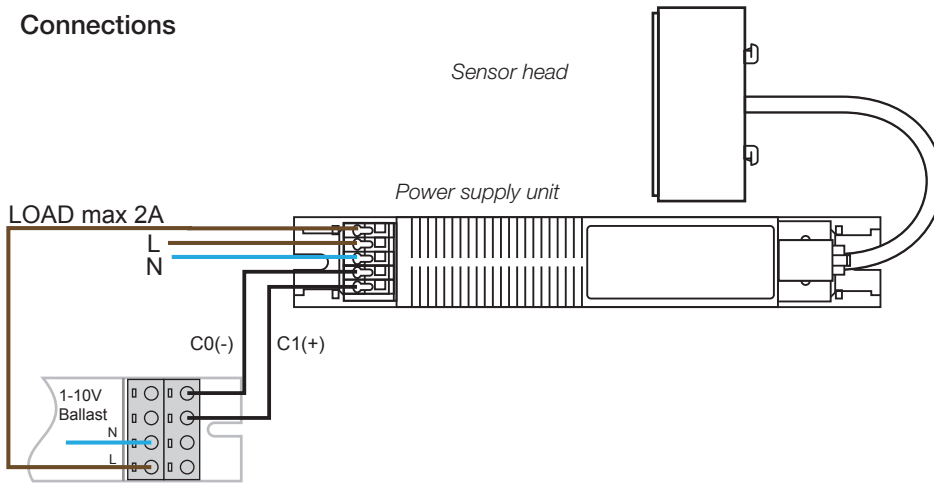 Connections
Sensor head
Power supply unit
LOAD max 2A
L
N
C0(-)
C1(+)
1-10V
Ballast
N
L